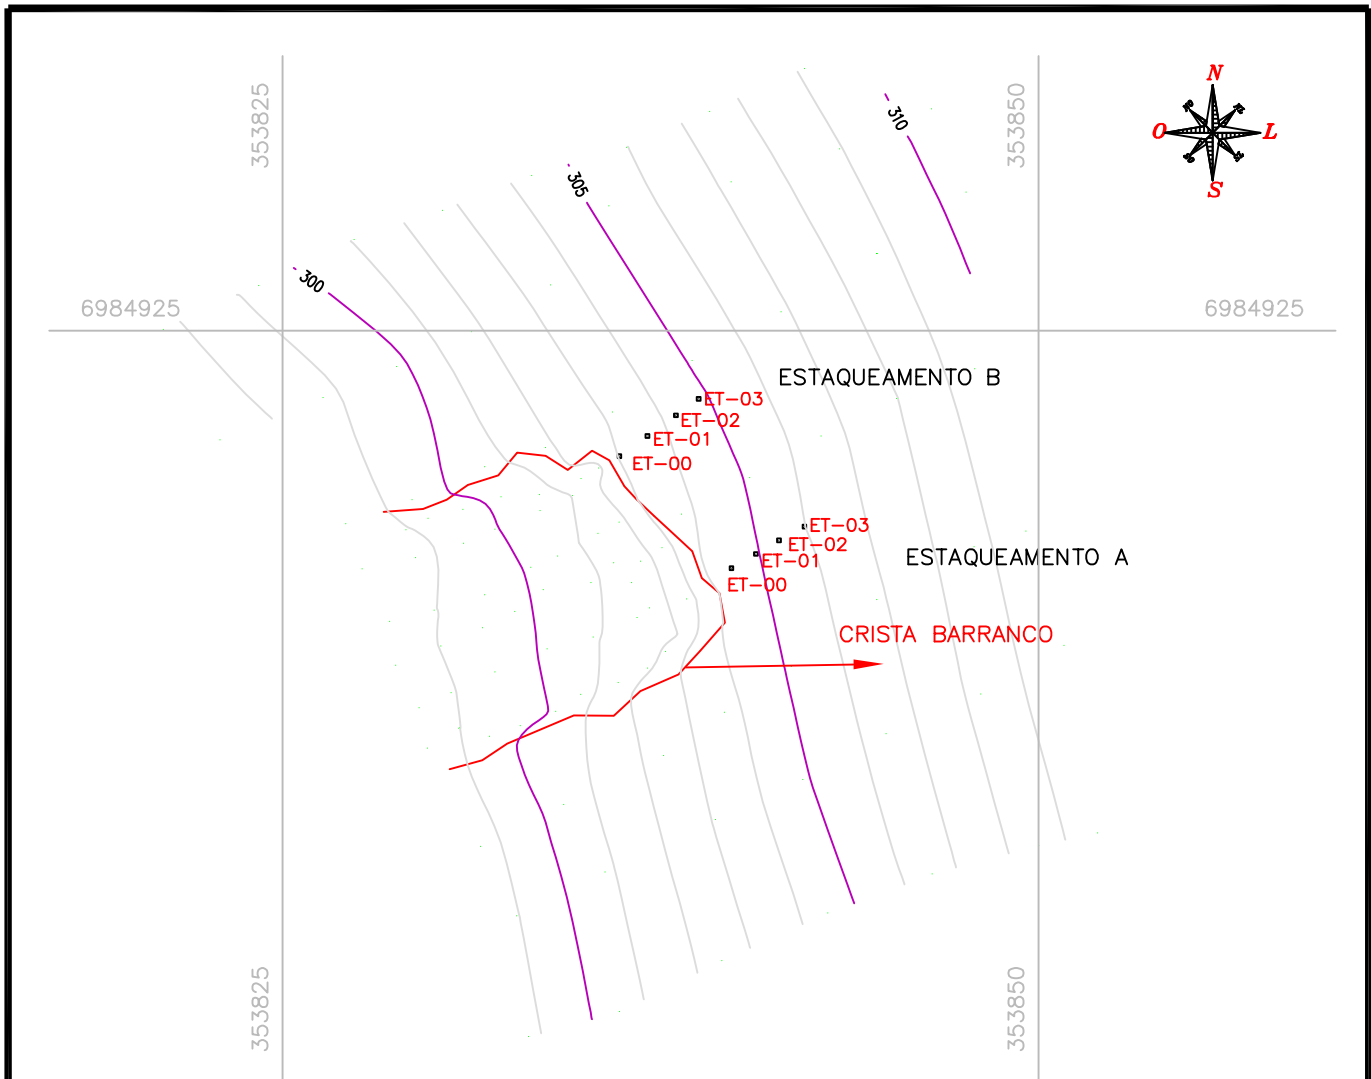 353825
353850
N
O
L
S
310
305
300
6984925
6984925
ESTAQUEAMENTO B
ET-03
ET-02
ET-01
ET-00
ET-03
ET-02
ET-01
ET-00
ESTAQUEAMENTO A
CRISTA BARRANCO
353825
353850